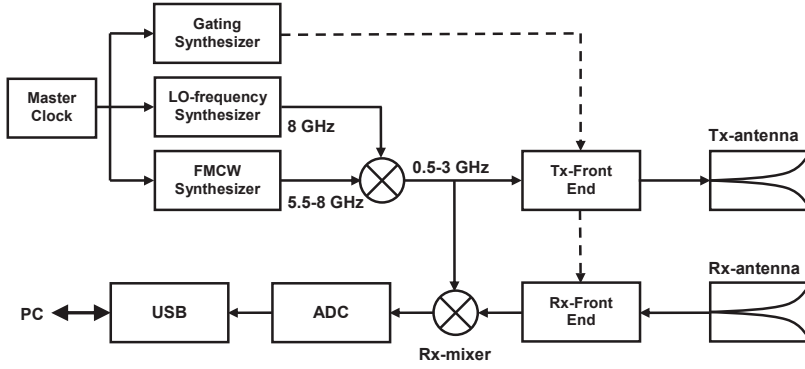 Gating
Synthesizer
Master
Clock
LO-frequency
Synthesizer
8 GHz
FMCW
Synthesizer
5.5-8 GHz
0.5-3 GHz
Tx-Front
End
Tx-antenna
Rx-antenna
PC
USB
ADC
Rx-mixer
Rx-Front
End